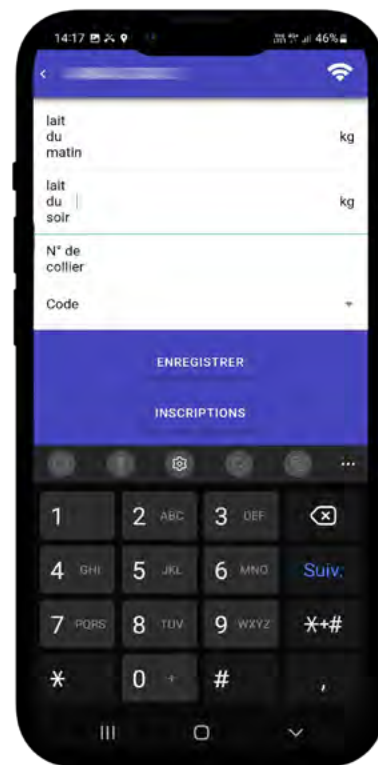 14:17 46%
lait
du
matin kg
lait
du
soir kg
N° de
collier
Code
ENREGISTRER
INSCRIPTIONS
1 2 ABC 3 DEF
4 GHI 5 JKL 6 MNO Suiv.
7 PQRS 8 TUV 9 WXYZ *+#
* 0 + # ,